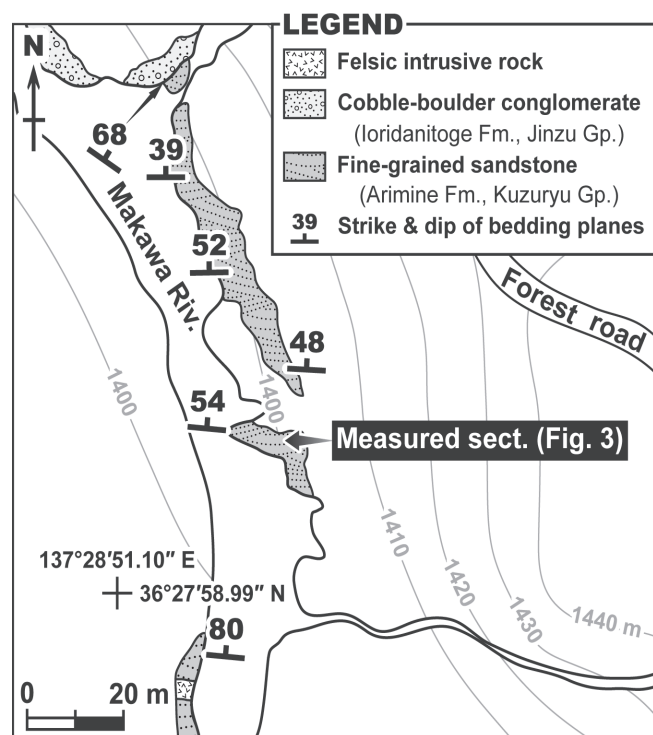 LEGEND
Felsic intrusive rock
Cobble-boulder conglomerate
(Ioridanitoge Fm., Jinzu Gp.)
Fine-grained sandstone
(Arimine Fm., Kuzuryu Gp.)
39 Strike & dip of bedding planes
N
68
39
Makawa Riv.
52
Forest road
48
1400
1400
54
Measured sect. (Fig. 3)
1410
1420
1430
1440 m
137°28′51.10″ E
36°27′58.99″ N
80
0 20 m